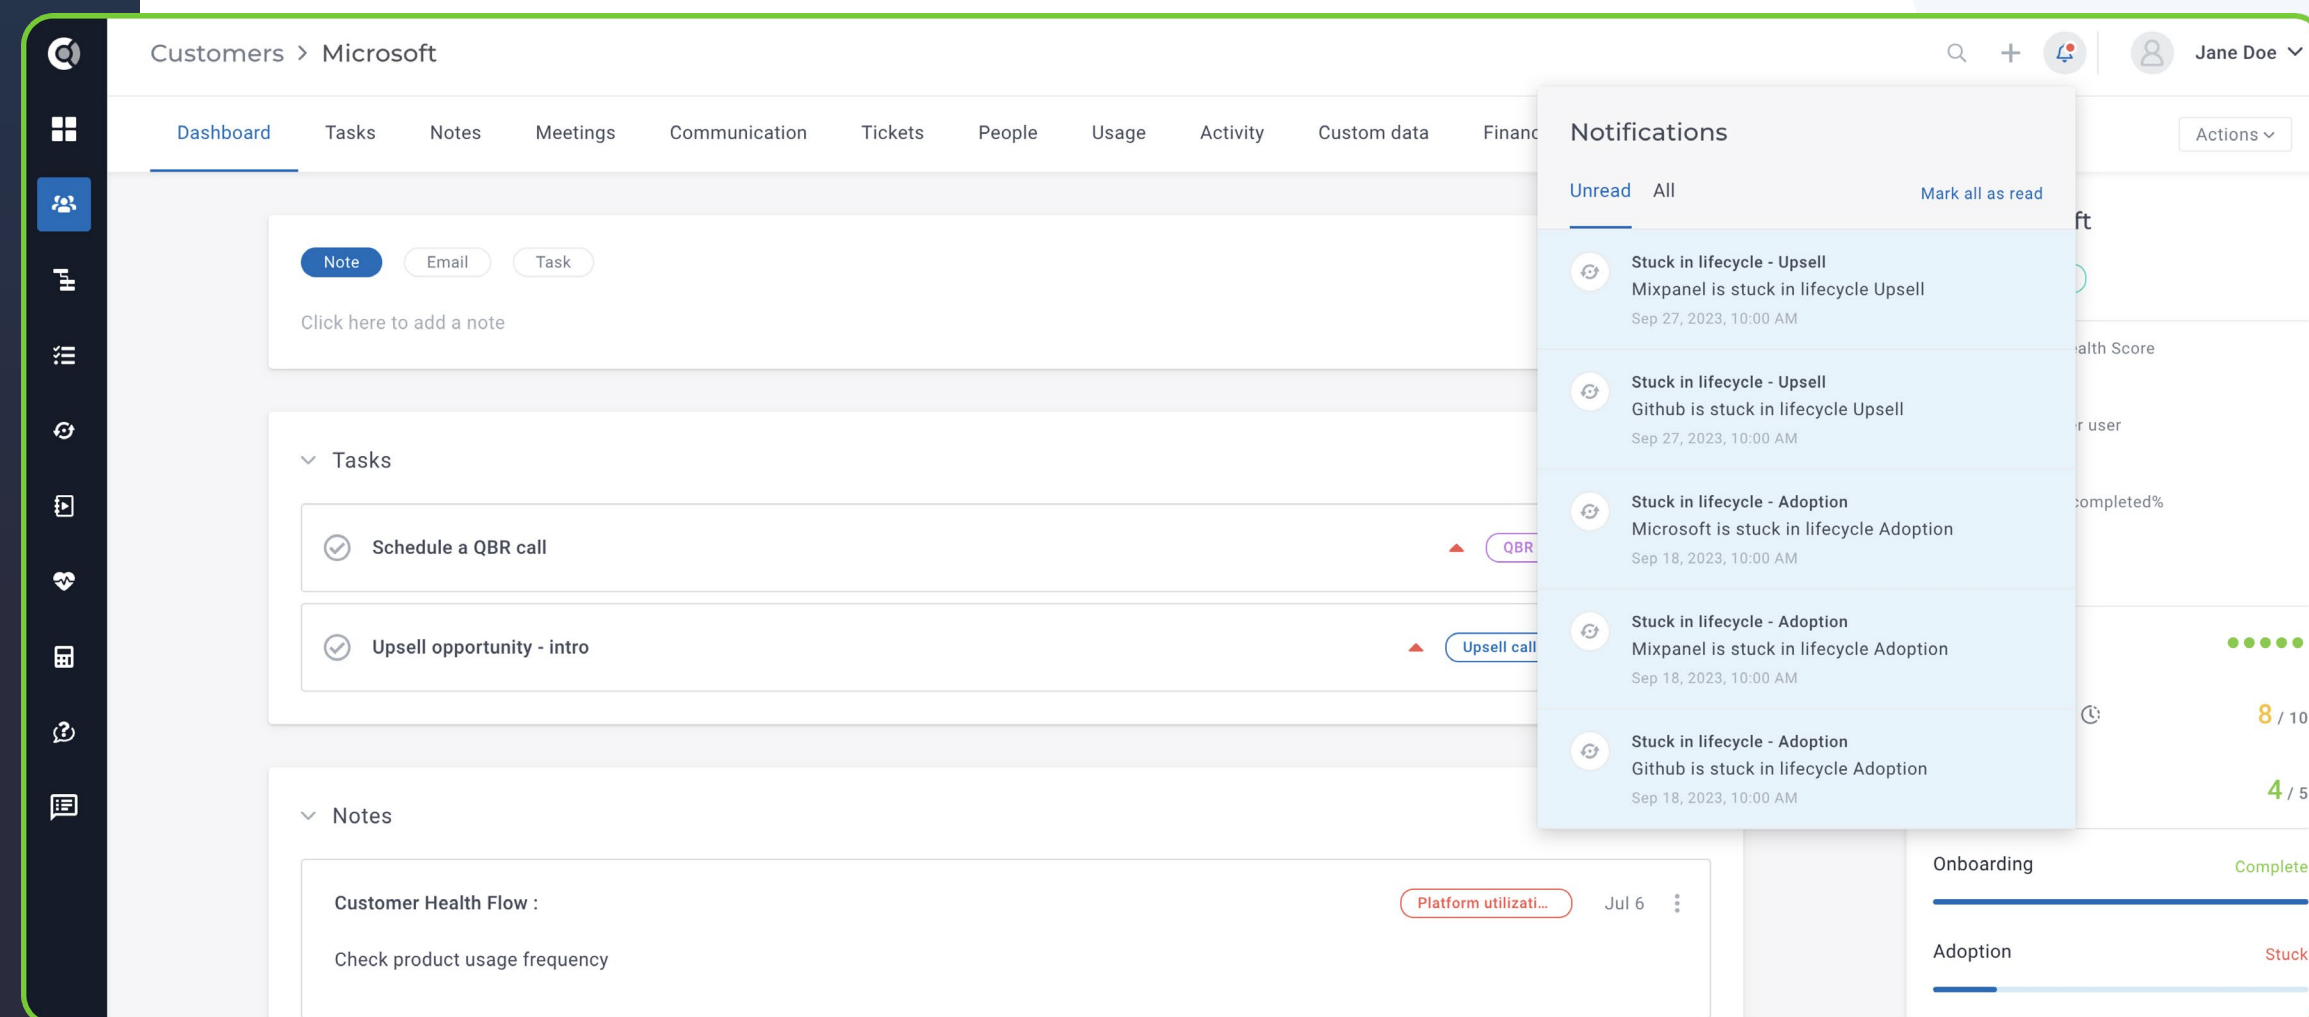 Customers > Microsoft
Jane Doe
Dashboard Tasks Notes Meetings Communication Tickets People Usage Activity Custom data Financ
Actions
Notifications
Unread All Mark all as read
Stuck in lifecycle - Upsell
Mixpanel is stuck in lifecycle Upsell
Sep 27, 2023, 10:00 AM
Stuck in lifecycle - Upsell
Github is stuck in lifecycle Upsell
Sep 27, 2023, 10:00 AM
Stuck in lifecycle - Adoption
Microsoft is stuck in lifecycle Adoption
Sep 18, 2023, 10:00 AM
Stuck in lifecycle - Adoption
Mixpanel is stuck in lifecycle Adoption
Sep 18, 2023, 10:00 AM
Stuck in lifecycle - Adoption
Github is stuck in lifecycle Adoption
Sep 18, 2023, 10:00 AM
Note Email Task
Click here to add a note
Tasks
Schedule a QBR call QBR
Upsell opportunity - intro Upsell call
Notes
Customer Health Flow : Platform utilizati... Jul 6
Check product usage frequency
ft
alth Score
r user
completed%
8 / 10
4 / 5
Onboarding Complete
Adoption Stuck